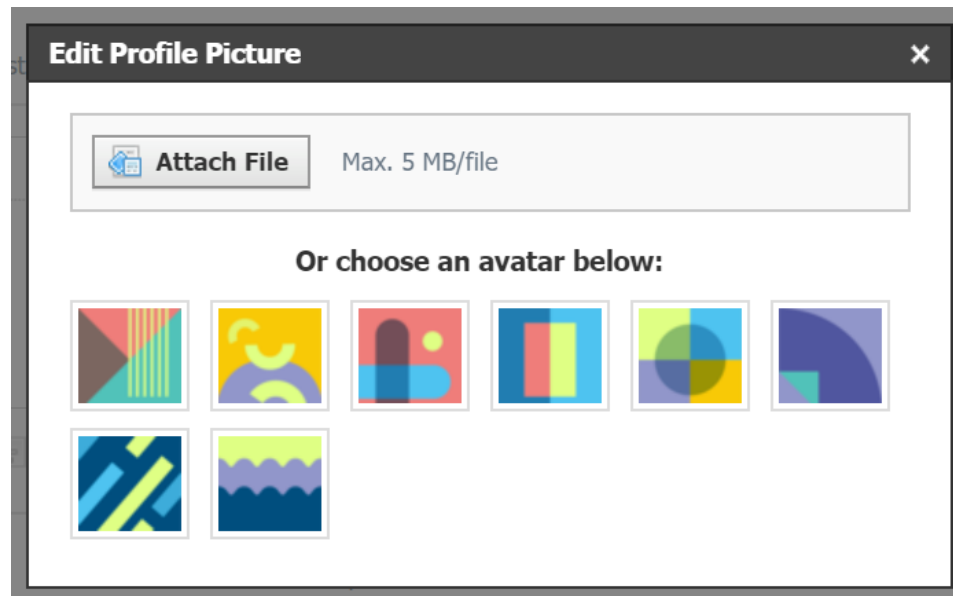 Edit Profile Picture ×
Attach File Max. 5 MB/file
Or choose an avatar below: